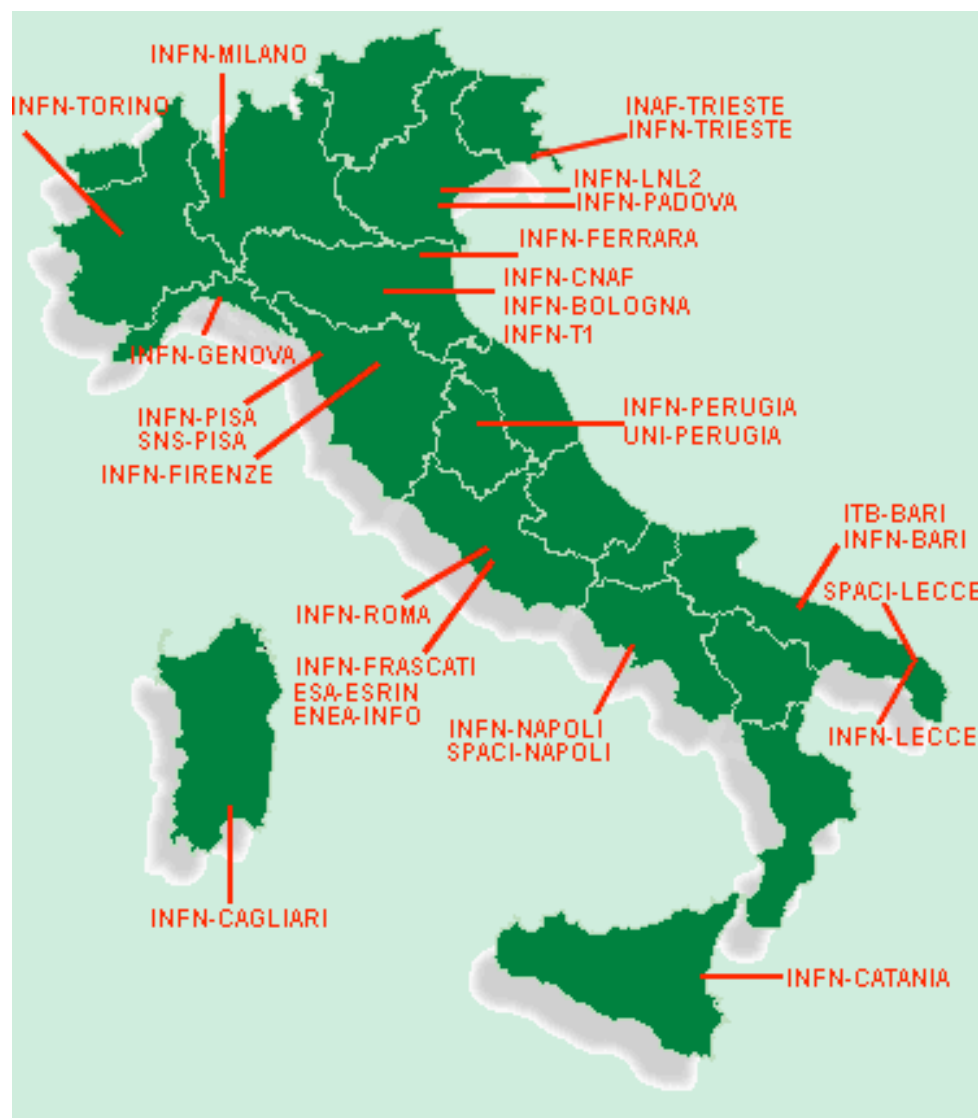 INFN-MILANO
INFN-TORINO
INAF-TRIESTE
INFN-TRIESTE
INFN-LNL2
INFN-PADOVA
INFN-FERRARA
INFN-CNAF
INFN-BOLOGNA
INFN-T1
INFN-GENOVA
INFN-PISA
SNS-PISA
INFN-FIRENZE
INFN-PERUGIA
UNI-PERUGIA
ITB-BARI
INFN-BARI
SPACI-LECCE
INFN-ROMA
INFN-FRASCATI
ESA-ESRIN
ENEA-INFO
INFN-NAPOLI
SPACI-NAPOLI
INFN-LECCE
INFN-CAGLIARI
INFN-CATANIA